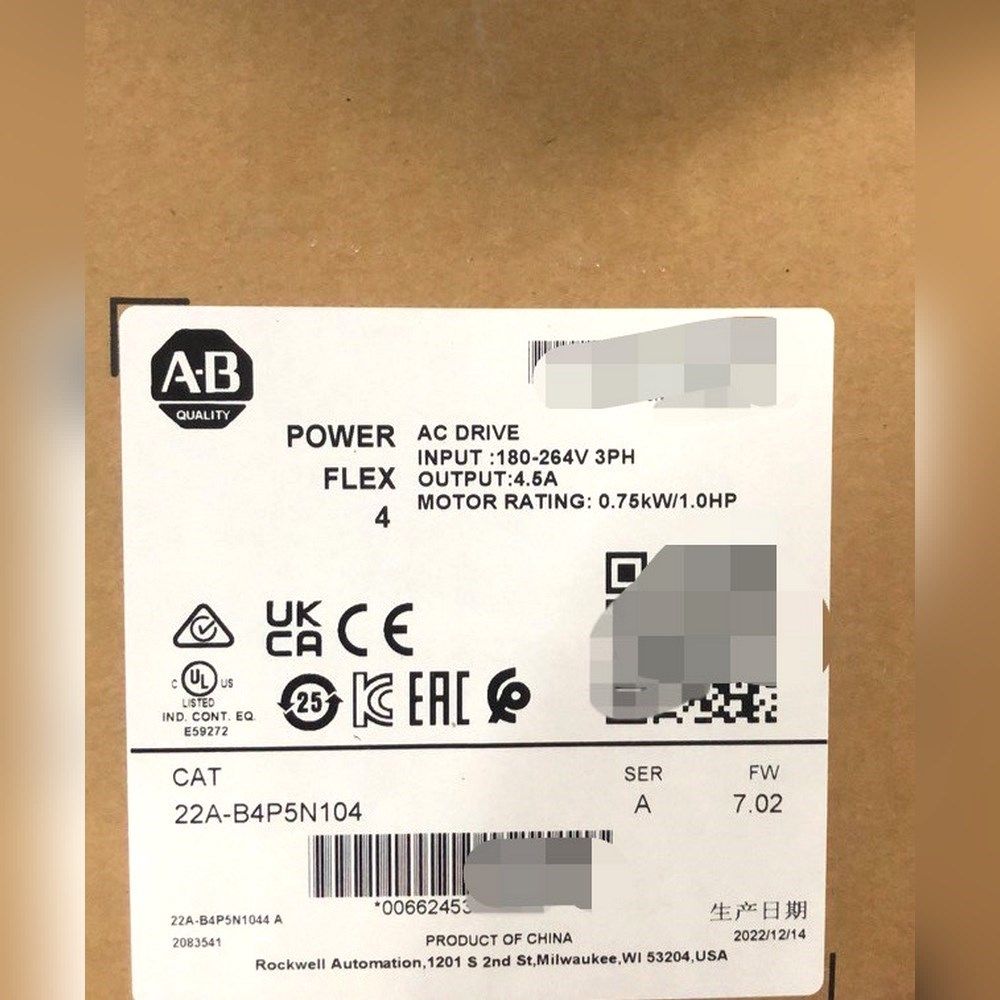 A-B
QUALITY
POWER
FLEX
4
AC DRIVE
INPUT :180-264V 3PH
OUTPUT:4.5A
MOTOR RATING: 0.75kW/1.0HP
UK
CA
CE
C UL US
LISTED
IND. CONT. EQ.
E59272
25
EAC
CAT
22A-B4P5N104
SER
A
FW
7.02
*00662453
22A-B4P5N1044 A
2083541
PRODUCT OF CHINA
生产日期
2022/12/14
Rockwell Automation,1201 S 2nd St,Milwaukee,WI 53204,USA